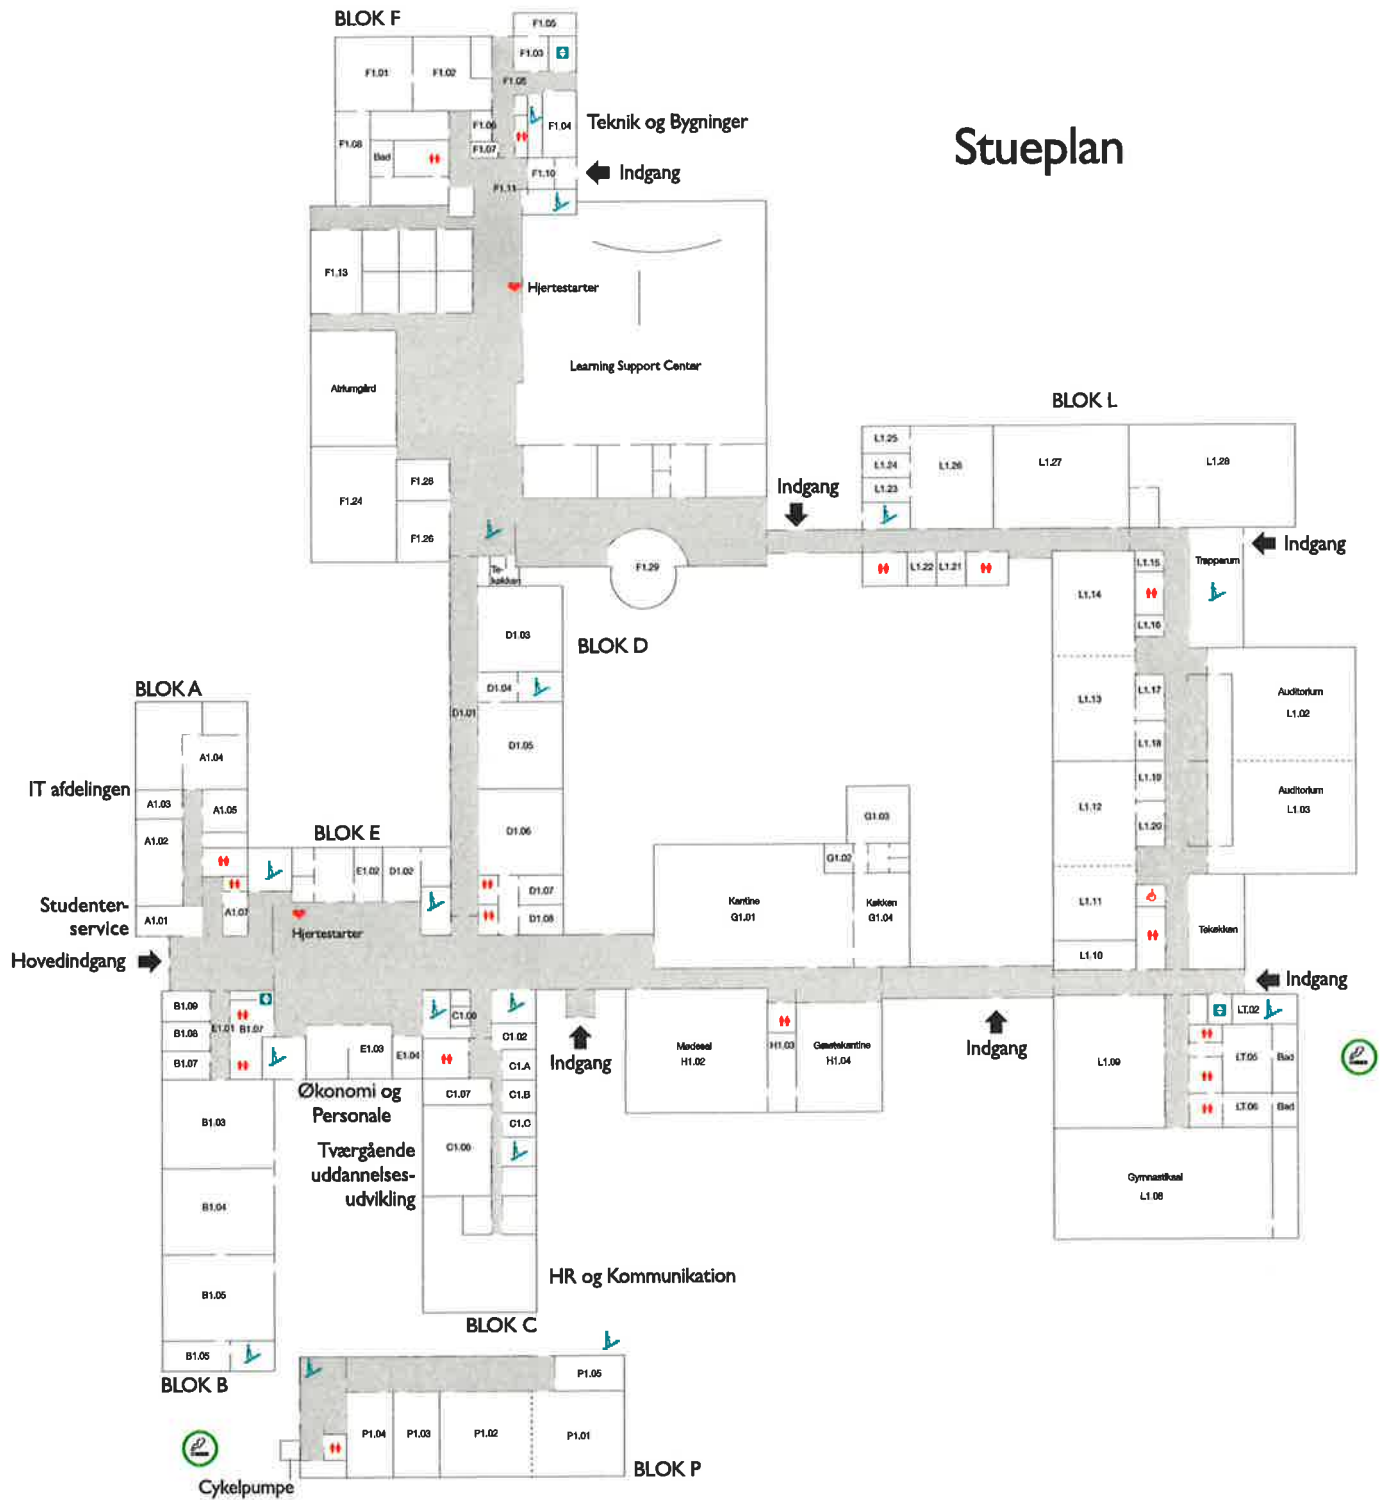 BLOK F
F1.05
F1.03
F1.01
F1.02
F1.05
F1.06
F1.04
Teknik og Bygninger
Stueplan
F1.08
F1.07
Bad
F1.10
Indgang
F1.11
F1.13
Hjertestarter
Learning Support Center
Atriumgård
BLOK L
L1.25
L1.24
L1.26
L1.27
L1.28
L1.23
F1.28
F1.24
F1.26
Indgang
Indgang
F1.29
Te-
køkken
L1.22
L1.21
L1.15
Trapperum
L1.14
L1.16
D1.03
BLOK D
D1.04
D1.01
D1.05
D1.06
L1.13
L1.17
L1.18
Auditorium
L1.02
BLOK A
A1.04
IT afdelingen
A1.03
A1.05
A1.02
L1.12
L1.19
L1.20
Auditorium
L1.03
BLOK E
E1.02
D1.02
G1.03
G1.02
D1.07
D1.08
Kantine
G1.01
Køkken
G1.04
L1.11
L1.10
Tekøkken
Studenter-
service
A1.01
A1.07
Hjertestarter
Hovedindgang
Indgang
B1.09
B1.08
B1.07
E1.01
B1.07
E1.03
E1.04
C1.09
C1.02
C1.A
C1.B
C1.C
C1.07
C1.06
Indgang
Mødesal
H1.02
H1.03
Gæstekantine
H1.04
Indgang
L1.09
LT.02
LT.05
Bad
LT.06
Bad
Økonomi og
Personale
Tværgående
uddannelses-
udvikling
B1.03
B1.04
B1.05
Gymnastiksal
L1.08
HR og Kommunikation
BLOK C
B1.05
BLOK B
P1.05
P1.04
P1.03
P1.02
P1.01
BLOK P
Cykelpumpe